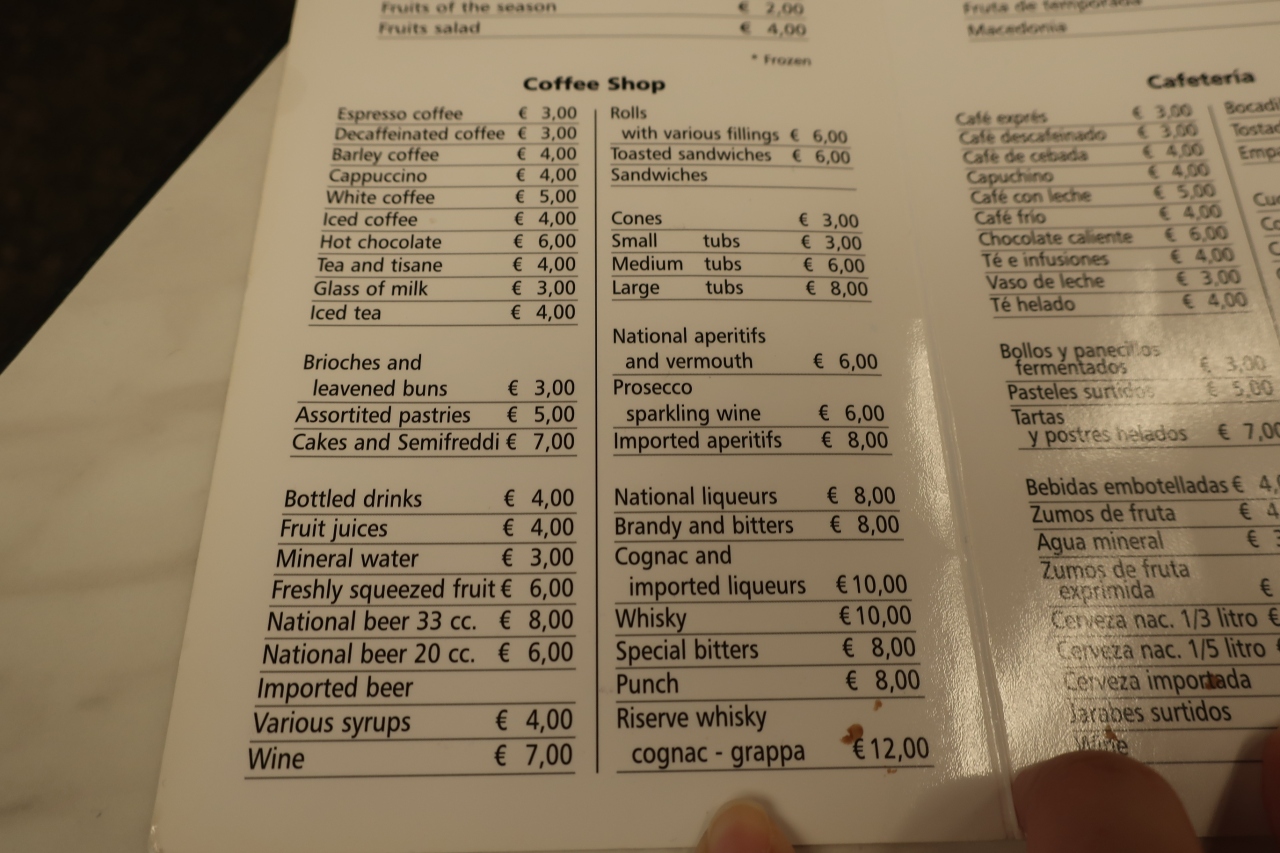 Fruits of the season € 2,00
Fruits salad € 4,00
* Frozen
Coffee Shop
Espresso coffee € 3,00
Decaffeinated coffee € 3,00
Barley coffee € 4,00
Cappuccino € 4,00
White coffee € 5,00
Iced coffee € 4,00
Hot chocolate € 6,00
Tea and tisane € 4,00
Glass of milk € 3,00
Iced tea € 4,00
Brioches and
leavened buns € 3,00
Assortited pastries € 5,00
Cakes and Semifreddi € 7,00
Bottled drinks € 4,00
Fruit juices € 4,00
Mineral water € 3,00
Freshly squeezed fruit € 6,00
National beer 33 cc. € 8,00
National beer 20 cc. € 6,00
Imported beer
Various syrups € 4,00
Wine € 7,00
Rolls
with various fillings € 6,00
Toasted sandwiches € 6,00
Sandwiches
Cones € 3,00
Small tubs € 3,00
Medium tubs € 6,00
Large tubs € 8,00
National aperitifs
and vermouth € 6,00
Prosecco
sparkling wine € 6,00
Imported aperitifs € 8,00
National liqueurs € 8,00
Brandy and bitters € 8,00
Cognac and
imported liqueurs € 10,00
Whisky € 10,00
Special bitters € 8,00
Punch € 8,00
Riserve whisky
cognac - grappa € 12,00
Fruta de temporada
Macedonia
Cafetería
Café exprés € 3,00
Café descafeinado € 3,00
Café de cebada € 4,00
Capuchino € 4,00
Café con leche € 5,00
Café frío € 4,00
Chocolate caliente € 6,00
Té e infusiones € 4,00
Vaso de leche € 3,00
Té helado € 4,00
Bollos y panecillos
fermentados € 3,00
Pasteles surtidos € 5,00
Tartas
y postres helados € 7,00
Bebidas embotelladas € 4,
Zumos de fruta € 4
Agua mineral €
Zumos de fruta
exprimida €
Cerveza nac. 1/3 litro €
Cerveza nac. 1/5 litro €
Cerveza importada
Jarabes surtidos
Bocadi
Tostad
Emp